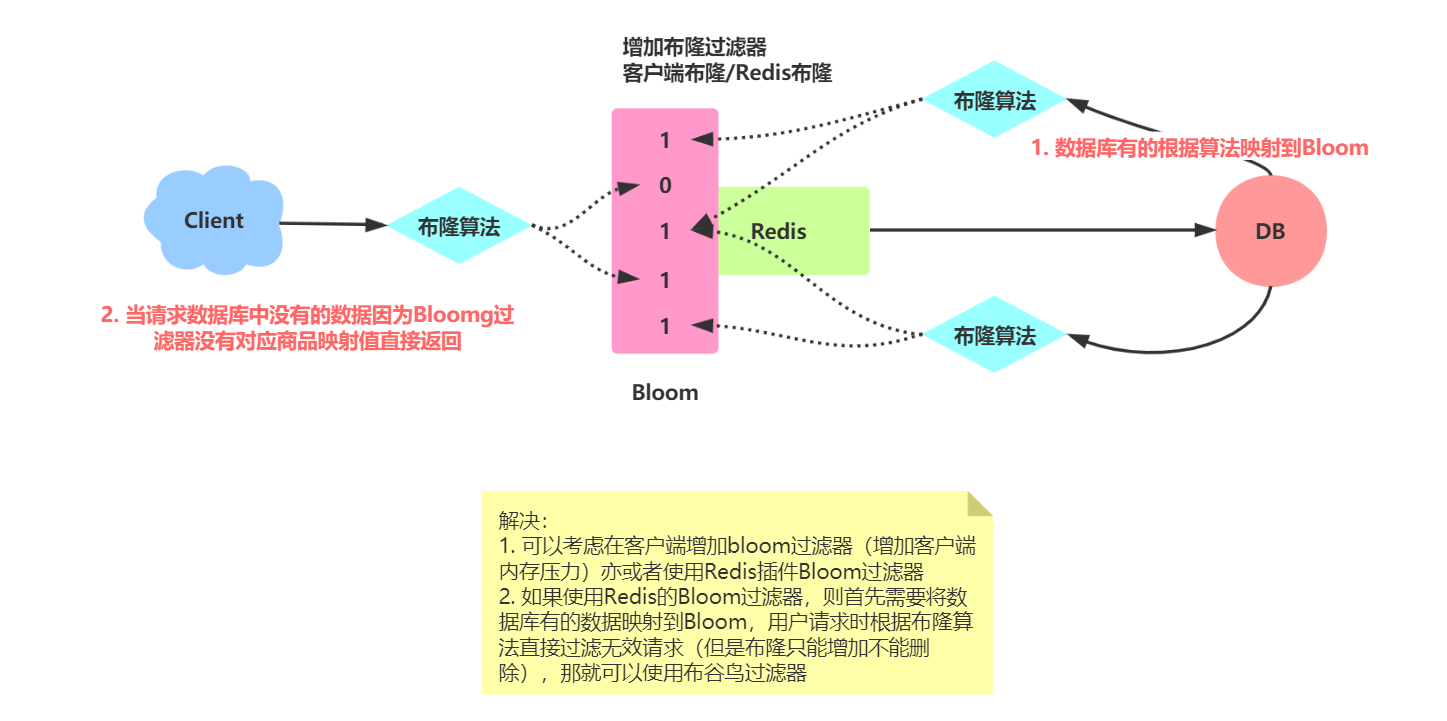 增加布隆过滤器
客户端布隆/Redis布隆
布隆算法
1
1. 数据库有的根据算法映射到Bloom
0
Client
布隆算法
1
Redis
DB
1
2. 当请求数据库中没有的数据因为Bloomg过
滤器没有对应商品映射值直接返回
1
布隆算法
Bloom
解决：
1. 可以考虑在客户端增加bloom过滤器（增加客户端
内存压力）亦或者使用Redis插件Bloom过滤器
2. 如果使用Redis的Bloom过滤器，则首先需要将数
据库有的数据映射到Bloom，用户请求时根据布隆算
法直接过滤无效请求（但是布隆只能增加不能删
除），那就可以使用布谷鸟过滤器